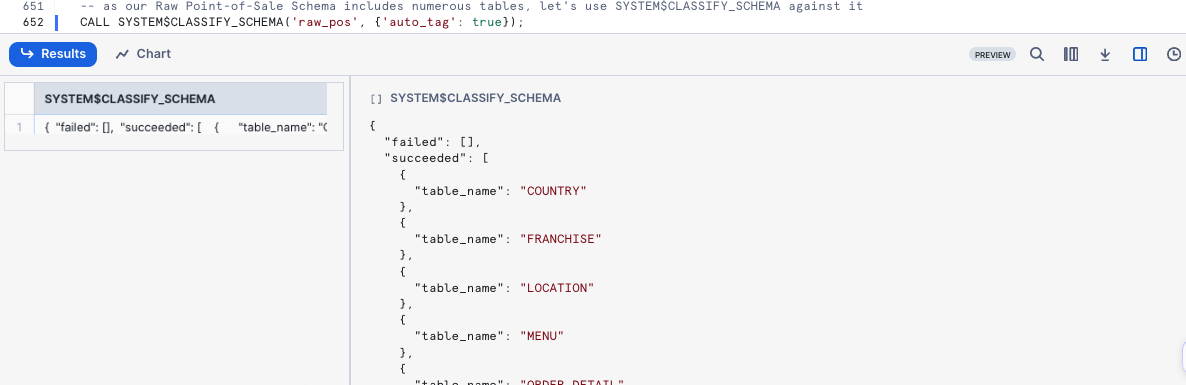 651 -- as our Raw Point-of-Sale Schema includes numerous tables, let's use SYSTEM$CLASSIFY_SCHEMA against it
652 CALL SYSTEM$CLASSIFY_SCHEMA('raw_pos', {'auto_tag': true});
Results Chart PREVIEW
SYSTEM$CLASSIFY_SCHEMA
1 { "failed": [], "succeeded": [ { "table_name": "C
[] SYSTEM$CLASSIFY_SCHEMA
{
"failed": [],
"succeeded": [
{
"table_name": "COUNTRY"
},
{
"table_name": "FRANCHISE"
},
{
"table_name": "LOCATION"
},
{
"table_name": "MENU"
},
{
"table_name": "ORDER_DETAIL"